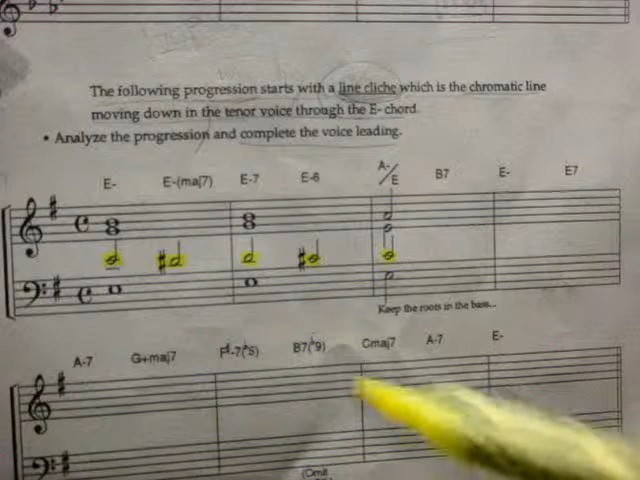 The following progression starts with a line cliche which is the chromatic line
moving down in the tenor voice through the E- chord.
• Analyze the progression and complete the voice leading.
E- E-(maj7) E-7 E-6 A-/E B7 E- E7
Keep the roots in the bass...
A-7 G+maj7 F#-7(b5) B7(b9) Cmaj7 A-7 E-
(Omit